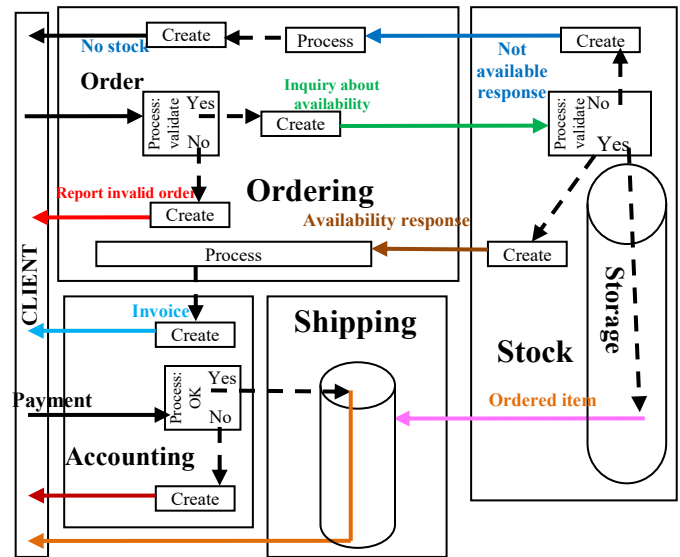 Create
Process
Create
No stock
Not
available
response
Order
Inquiry about
availability
Process:
validate
Yes
No
Create
Process:
validate
No
Yes
Report invalid order
Create
Ordering
Availability response
Process
Create
CLIENT
Invoice
Create
Shipping
Storage
Stock
Payment
Process:
OK
Yes
No
Ordered item
Accounting
Create